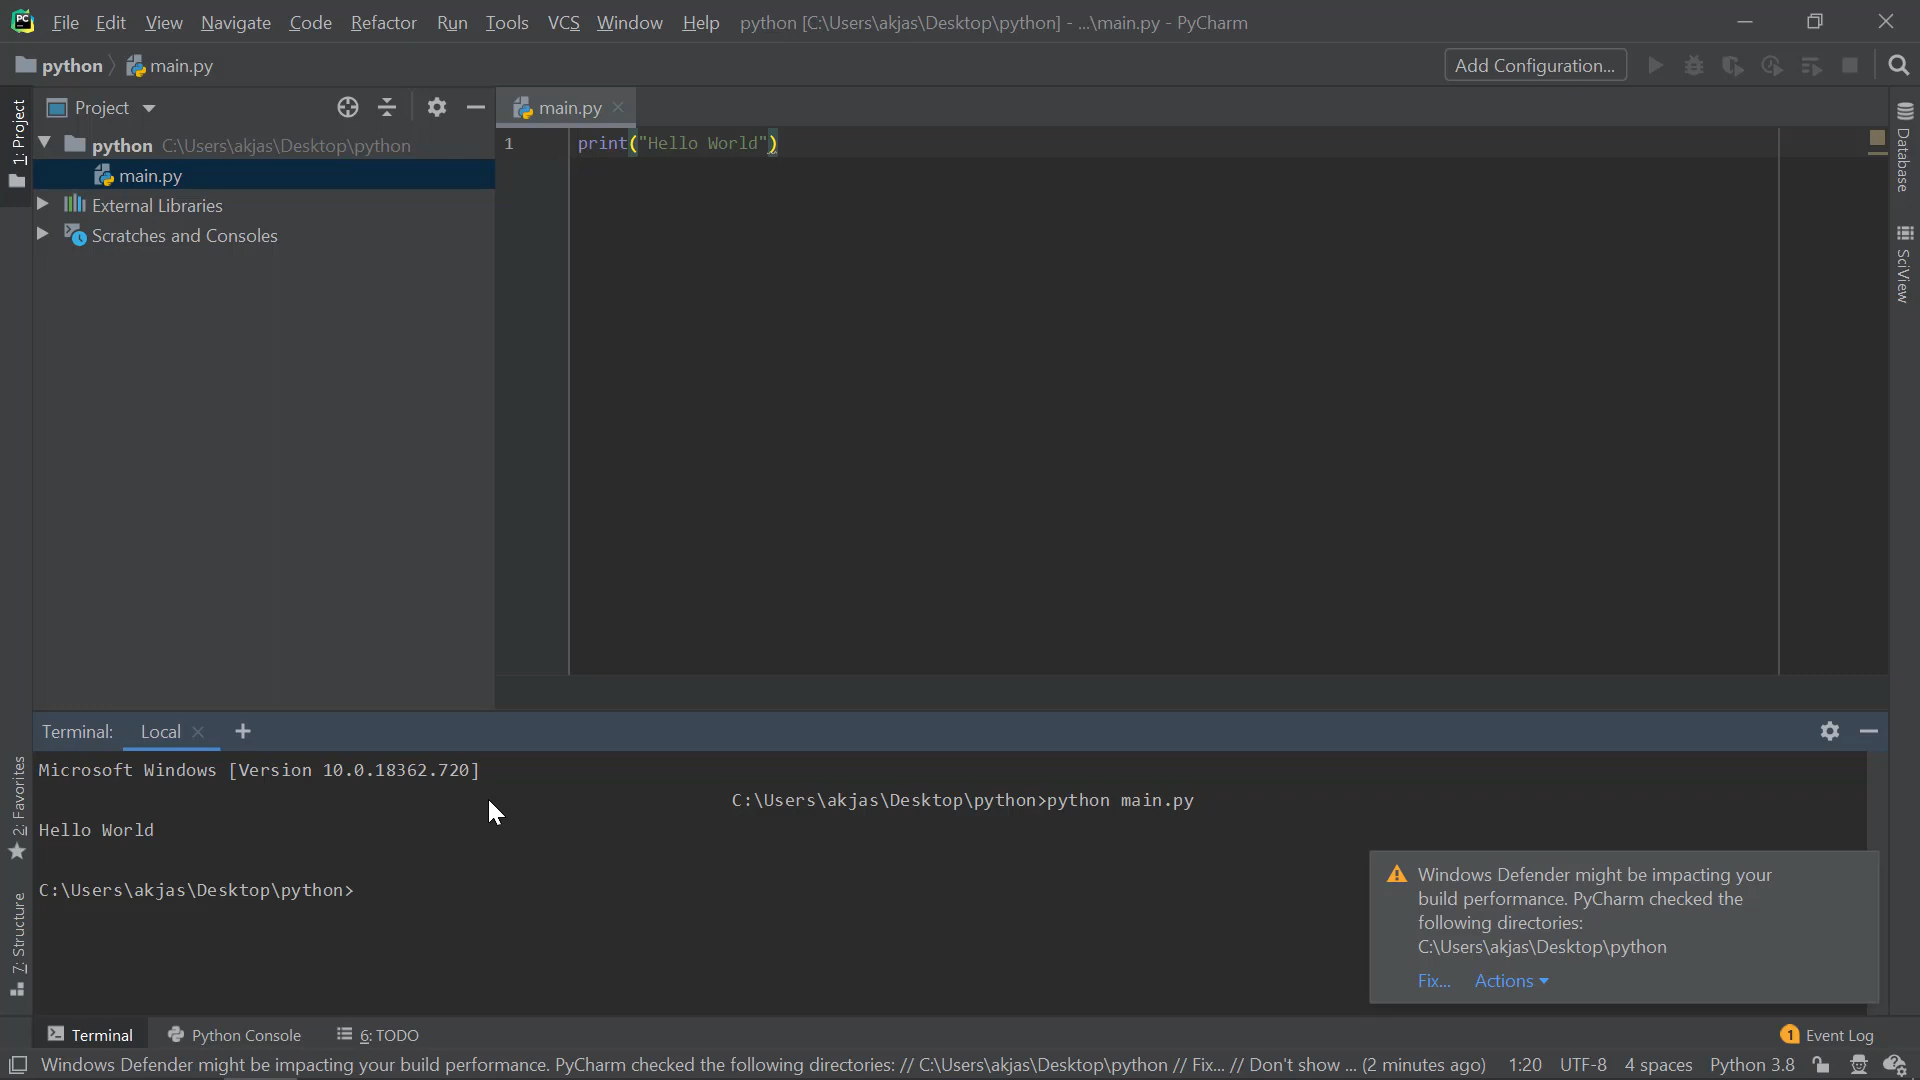 PC File Edit View Navigate Code Refactor Run Tools VCS Window Help python [C:\Users\akjas\Desktop\python] - ...\main.py - PyCharm
python main.py Add Configuration...
1: Project
Project
main.py
python C:\Users\akjas\Desktop\python
main.py
External Libraries
Scratches and Consoles
1 print("Hello World")
Database
SciView
2: Favorites
7: Structure
Terminal: Local
Microsoft Windows [Version 10.0.18362.720]
C:\Users\akjas\Desktop\python>python main.py
Hello World
C:\Users\akjas\Desktop\python>
Windows Defender might be impacting your
build performance. PyCharm checked the
following directories:
C:\Users\akjas\Desktop\python
Fix... Actions
Terminal Python Console 6: TODO 1 Event Log
Windows Defender might be impacting your build performance. PyCharm checked the following directories: // C:\Users\akjas\Desktop\python // Fix... // Don't show ... (2 minutes ago) 1:20 UTF-8 4 spaces Python 3.8